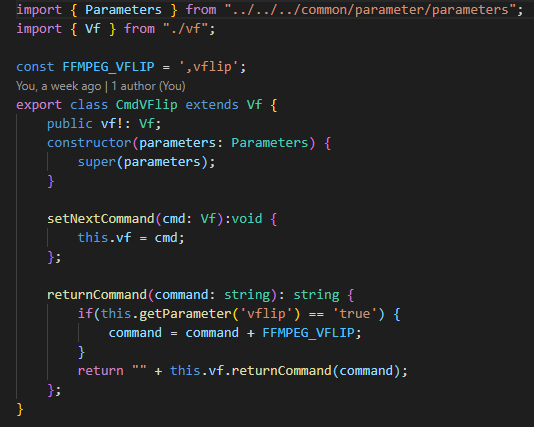 import { Parameters } from "../../../common/parameter/parameters";
import { Vf } from "./vf";

const FFMPEG_VFLIP = ',vflip';
You, a week ago | 1 author (You)
export class CmdVFlip extends Vf {
    public vf!: Vf;
    constructor(parameters: Parameters) {
        super(parameters);
    }

    setNextCommand(cmd: Vf):void {
        this.vf = cmd;
    };

    returnCommand(command: string): string {
        if(this.getParameter('vflip') == 'true') {
            command = command + FFMPEG_VFLIP;
        }
        return "" + this.vf.returnCommand(command);
    };
}